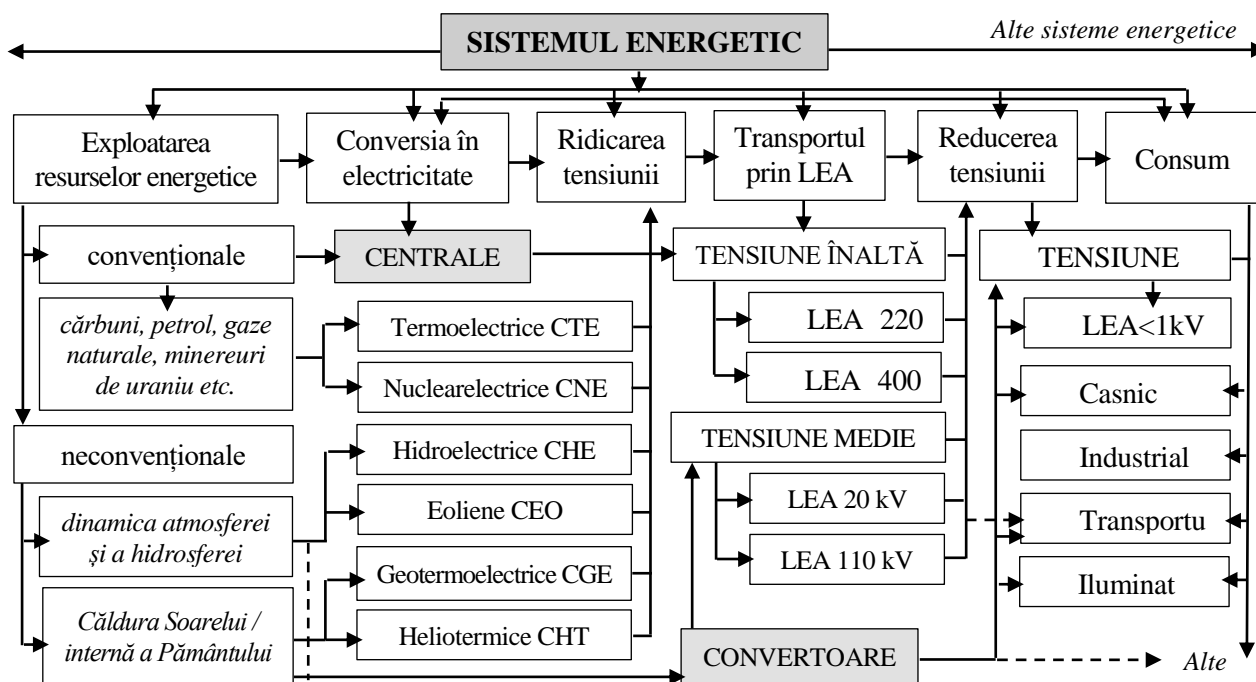 SISTEMUL ENERGETIC
Alte sisteme energetice
Exploatarea
resurselor energetice
Conversia în
electricitate
Ridicarea
tensiunii
Transportul
prin LEA
Reducerea
tensiunii
Consum
convenționale
CENTRALE
TENSIUNE ÎNALTĂ
TENSIUNE
cărbuni, petrol, gaze
naturale, minereuri
de uraniu etc.
Termoelectrice CTE
Nuclearelectrice CNE
LEA 220
LEA 400
LEA<1kV
Casnic
neconvenționale
Hidroelectrice CHE
TENSIUNE MEDIE
Industrial
dinamica atmosferei
și a hidrosferei
Eoliene CEO
LEA 20 kV
Transportu
Geotermoelectrice CGE
LEA 110 kV
Iluminat
Căldura Soarelui /
internă a Pământului
Heliotermice CHT
CONVERTOARE
Alte